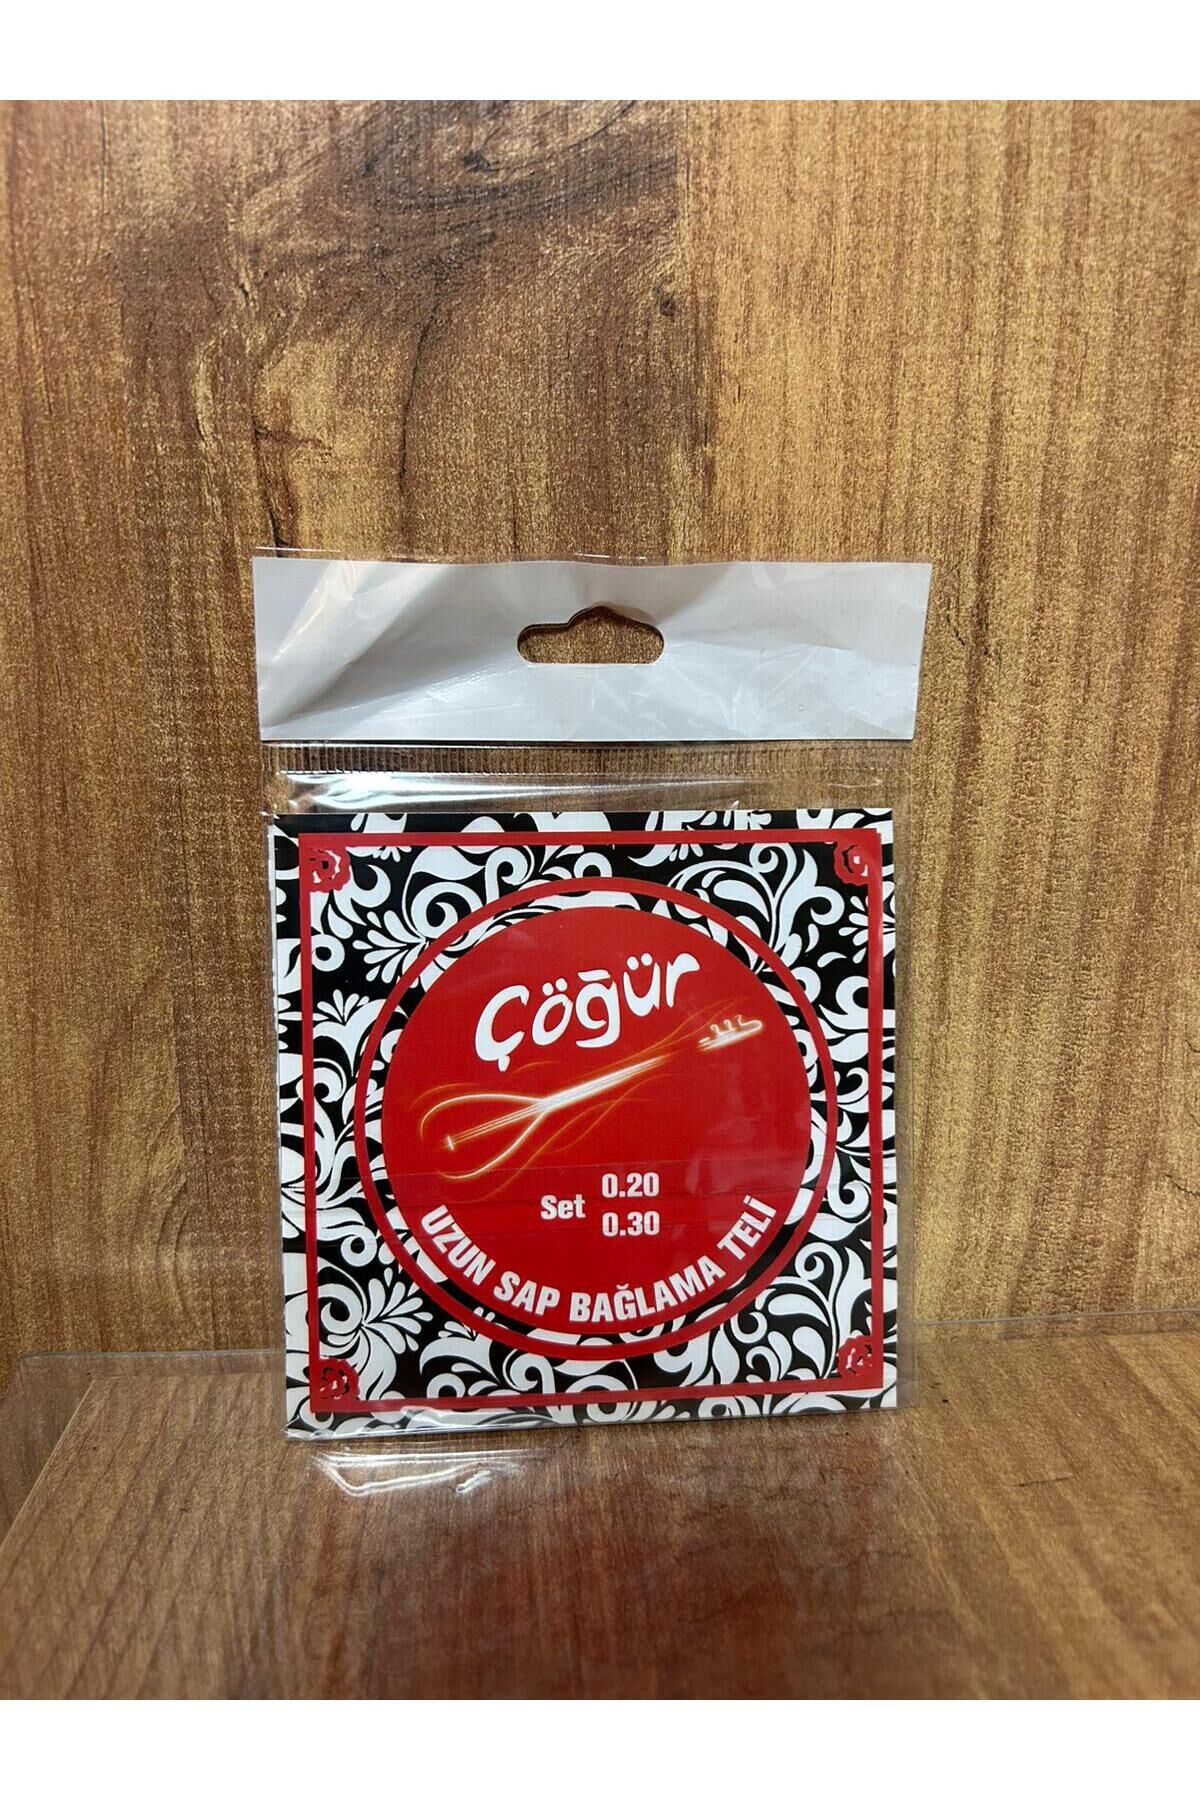 Çöğür
Set 0.20
0.30
UZUN SAP BAĞLAMA TELİ